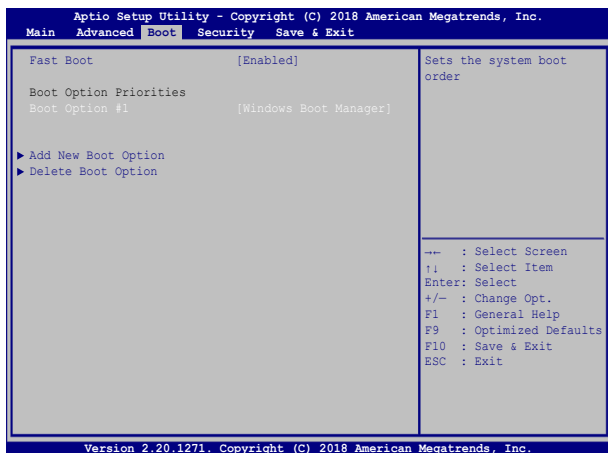 Aptio Setup Utility - Copyright (C) 2018 American Megatrends, Inc.
Main Advanced Boot Security Save & Exit
Fast Boot [Enabled]
Boot Option Priorities
Boot Option #1 [Windows Boot Manager]
▶ Add New Boot Option
▶ Delete Boot Option
Sets the system boot
order
→← : Select Screen
↑↓ : Select Item
Enter: Select
+/— : Change Opt.
F1 : General Help
F9 : Optimized Defaults
F10 : Save & Exit
ESC : Exit
Version 2.20.1271. Copyright (C) 2018 American Megatrends, Inc.